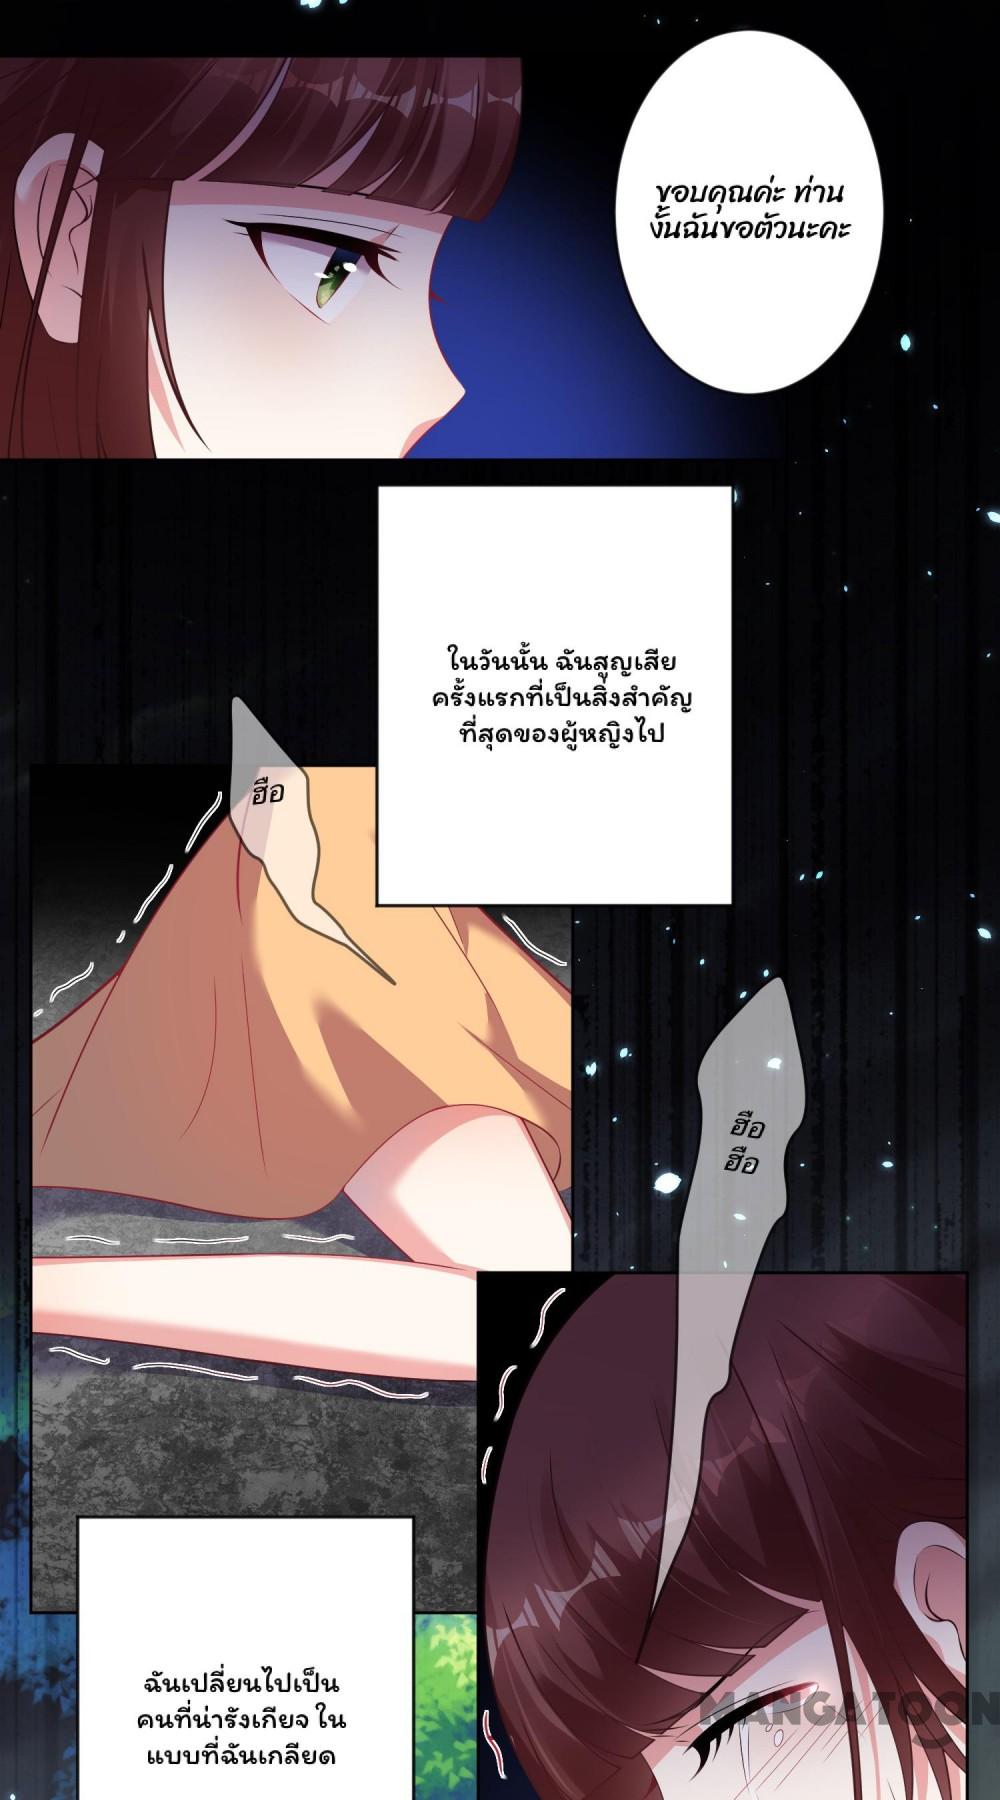 ขอบคุณค่ะ ท่าน
งั้นฉันขอตัวนะคะ
ในวันนั้น ฉันสูญเสีย
ครั้งแรกที่เป็นสิ่งสำคัญ
ที่สุดของผู้หญิงไป
ฮือ
ฮือ
ฮือ
ฉันเปลี่ยนไปเป็น
คนที่น่ารังเกียจ ใน
แบบที่ฉันเกลียด
MANGATOON